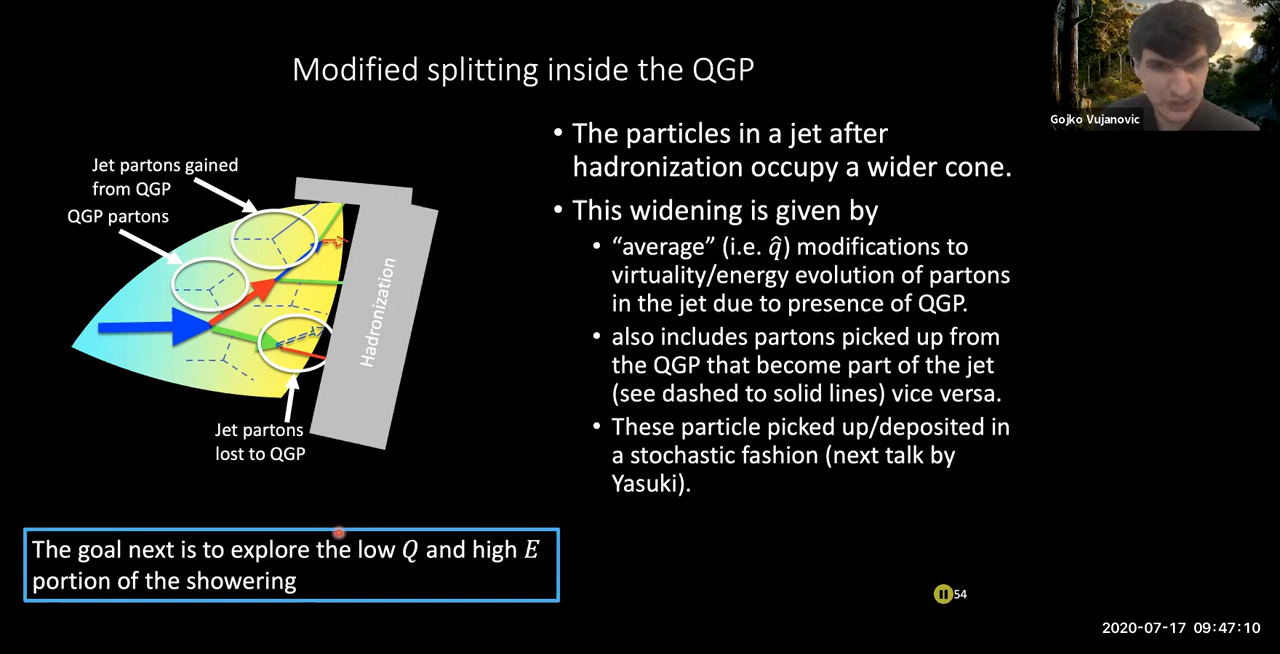 Modified splitting inside the QGP
Gojko Vujanovic
Jet partons gained
from QGP
QGP partons
Hadronization
Jet partons
lost to QGP
• The particles in a jet after
hadronization occupy a wider cone.
• This widening is given by
• “average” (i.e. q̂) modifications to
virtuality/energy evolution of partons
in the jet due to presence of QGP.
• also includes partons picked up from
the QGP that become part of the jet
(see dashed to solid lines) vice versa.
• These particle picked up/deposited in
a stochastic fashion (next talk by
Yasuki).
The goal next is to explore the low Q and high E
portion of the showering
54
2020-07-17 09:47:10